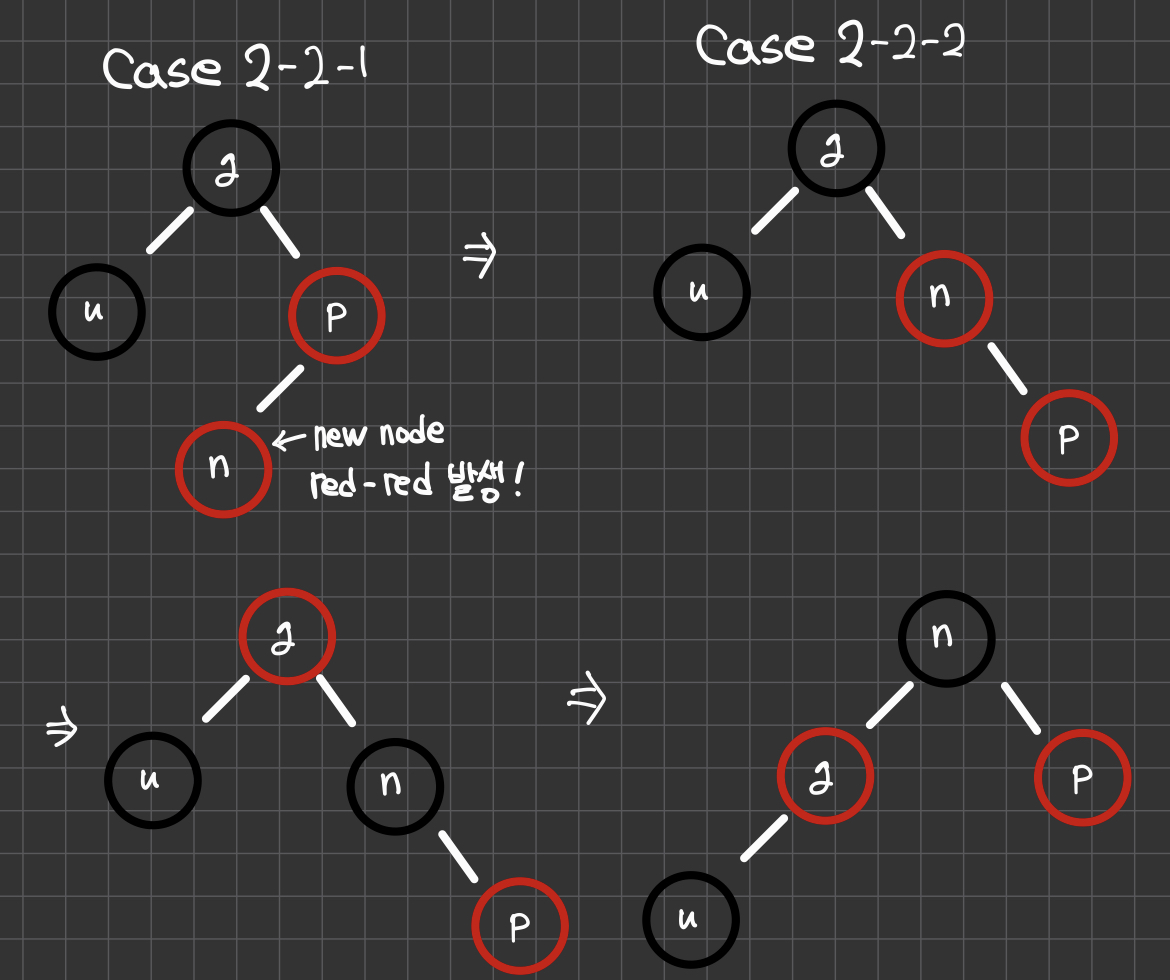 Case 2-2-1
g
u
p
n
← new node
red-red 발생!
⇒
Case 2-2-2
g
u
n
p
⇒
g
u
n
p
⇒
n
g
p
u